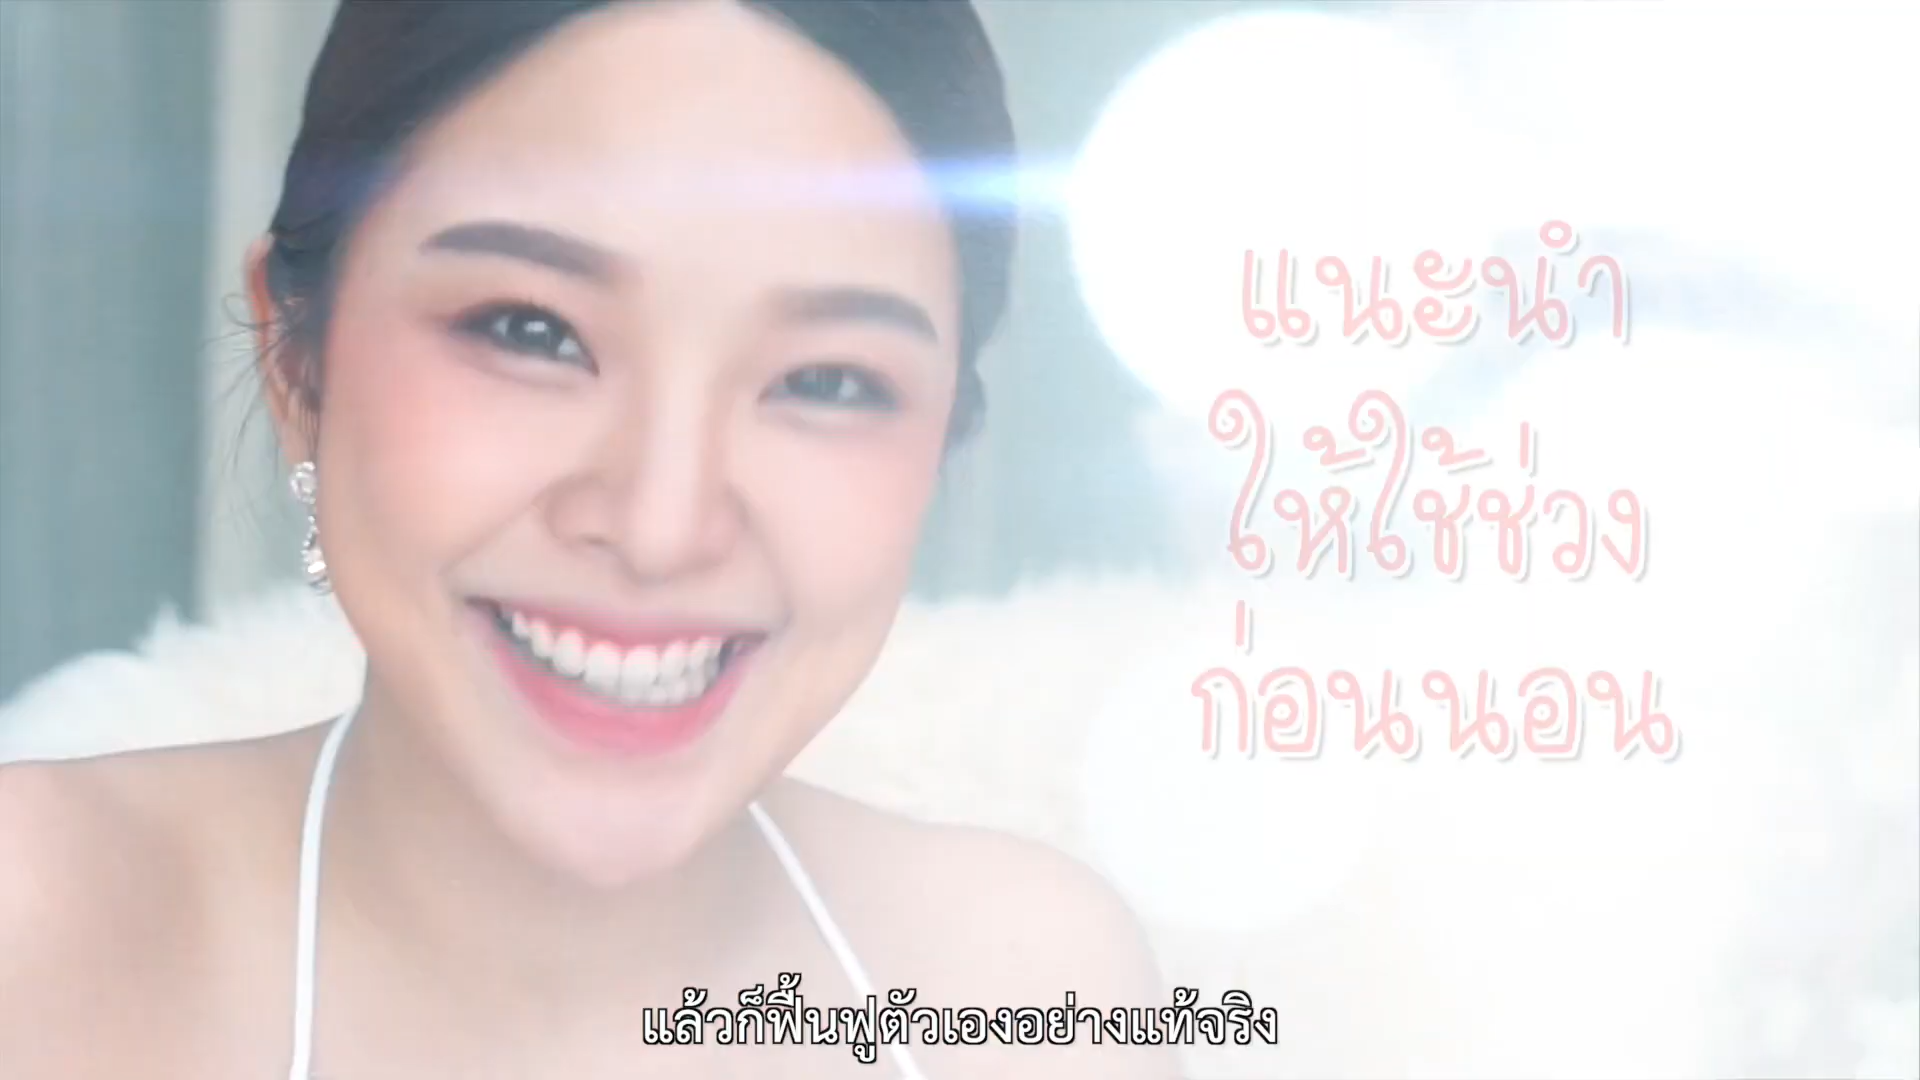 แนะนำ
ให้ใช้ช่วง
ก่อนนอน
แล้วก็ฟื้นฟูตัวเองอย่างแท้จริง